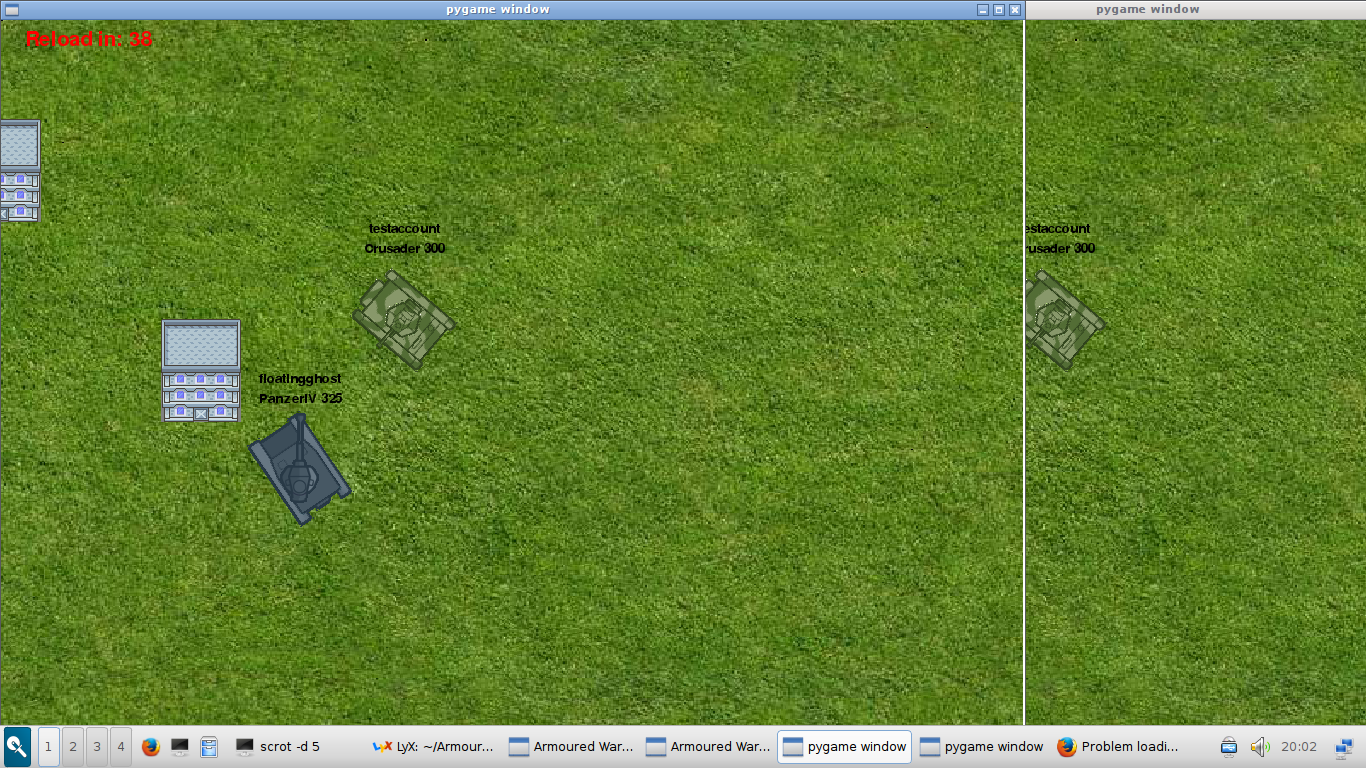 pygame window
pygame window
Reload in: 38
testaccount
Crusader 300
estaccount
rusader 300
floatingghost
PanzerIV 325
1 2 3 4 scrot -d 5 LyX: ~/Armour... Armoured War... Armoured War... pygame window pygame window Problem loadi... 20:02